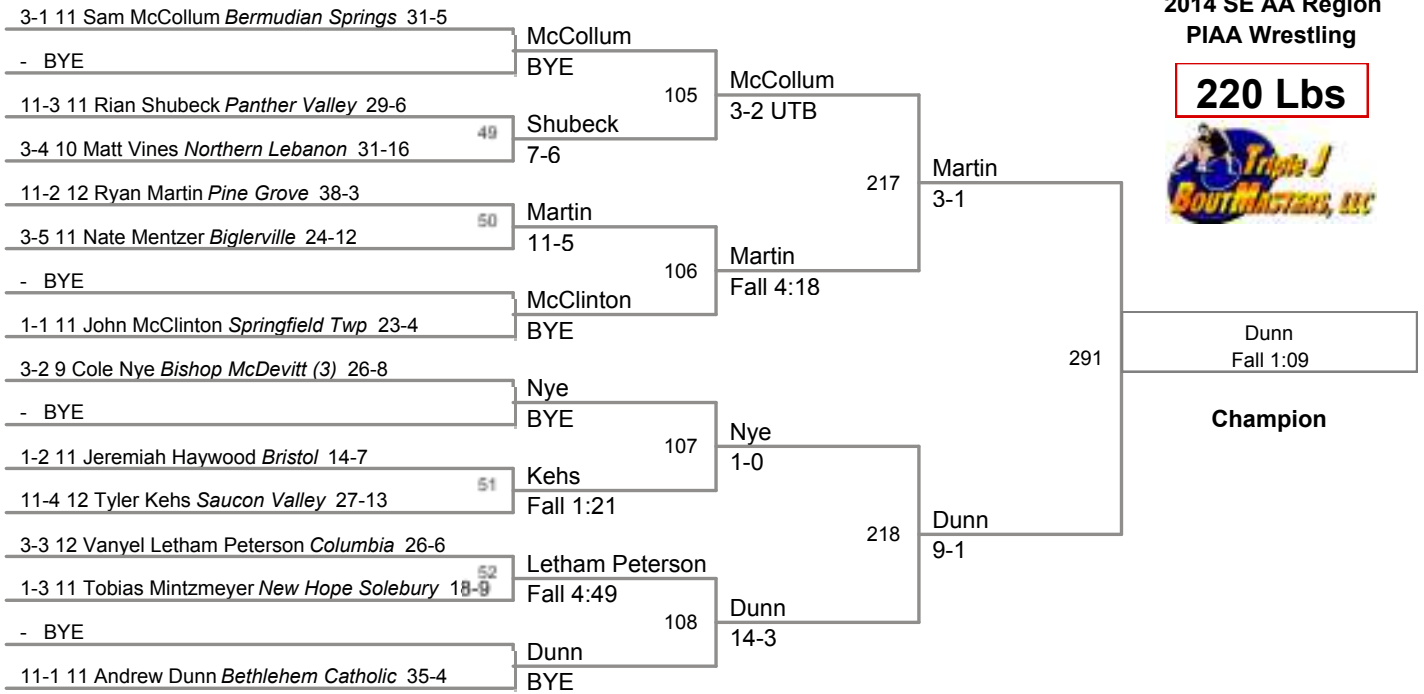 2014 SE AA Region
PIAA Wrestling
220 Lbs
Triple J
BOUTMASTERS, LLC
3-1 11 Sam McCollum Bermudian Springs 31-5
- BYE
McCollum
BYE
11-3 11 Rian Shubeck Panther Valley 29-6
49
3-4 10 Matt Vines Northern Lebanon 31-16
Shubeck
7-6
105
McCollum
3-2 UTB
11-2 12 Ryan Martin Pine Grove 38-3
50
3-5 11 Nate Mentzer Biglerville 24-12
Martin
11-5
- BYE
1-1 11 John McClinton Springfield Twp 23-4
McClinton
BYE
106
Martin
Fall 4:18
217
Martin
3-1
3-2 9 Cole Nye Bishop McDevitt (3) 26-8
- BYE
Nye
BYE
1-2 11 Jeremiah Haywood Bristol 14-7
51
11-4 12 Tyler Kehs Saucon Valley 27-13
Kehs
Fall 1:21
107
Nye
1-0
3-3 12 Vanyel Letham Peterson Columbia 26-6
52
1-3 11 Tobias Mintzmeyer New Hope Solebury 18-9
Letham Peterson
Fall 4:49
- BYE
11-1 11 Andrew Dunn Bethlehem Catholic 35-4
Dunn
BYE
108
Dunn
14-3
218
Dunn
9-1
291
Dunn
Fall 1:09
Champion